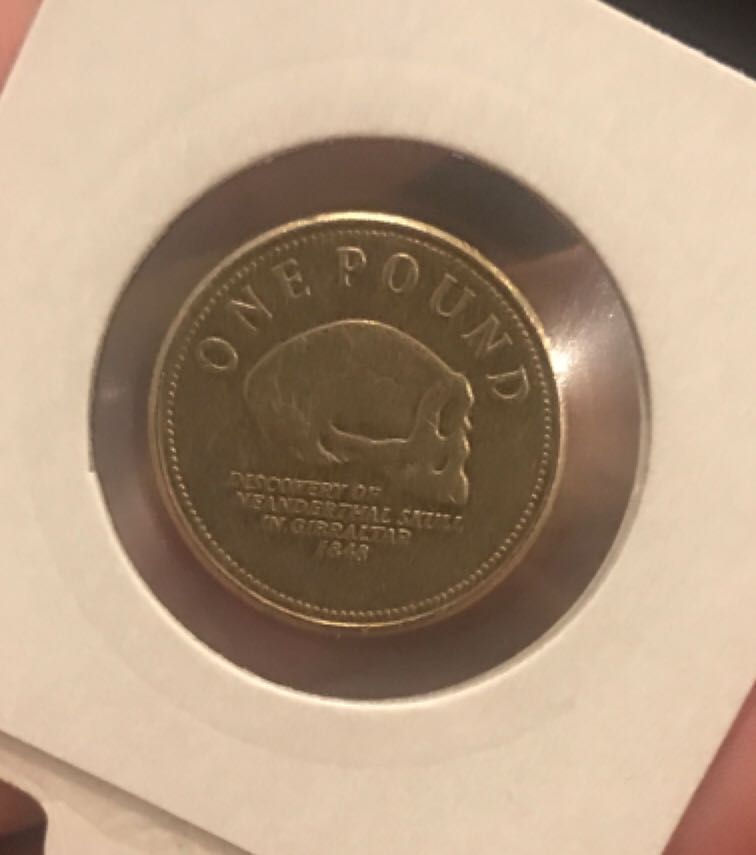 ONE POUND
DISCOVERY OF
NEANDERTHAL SKULL
IN GIBRALTAR
1848